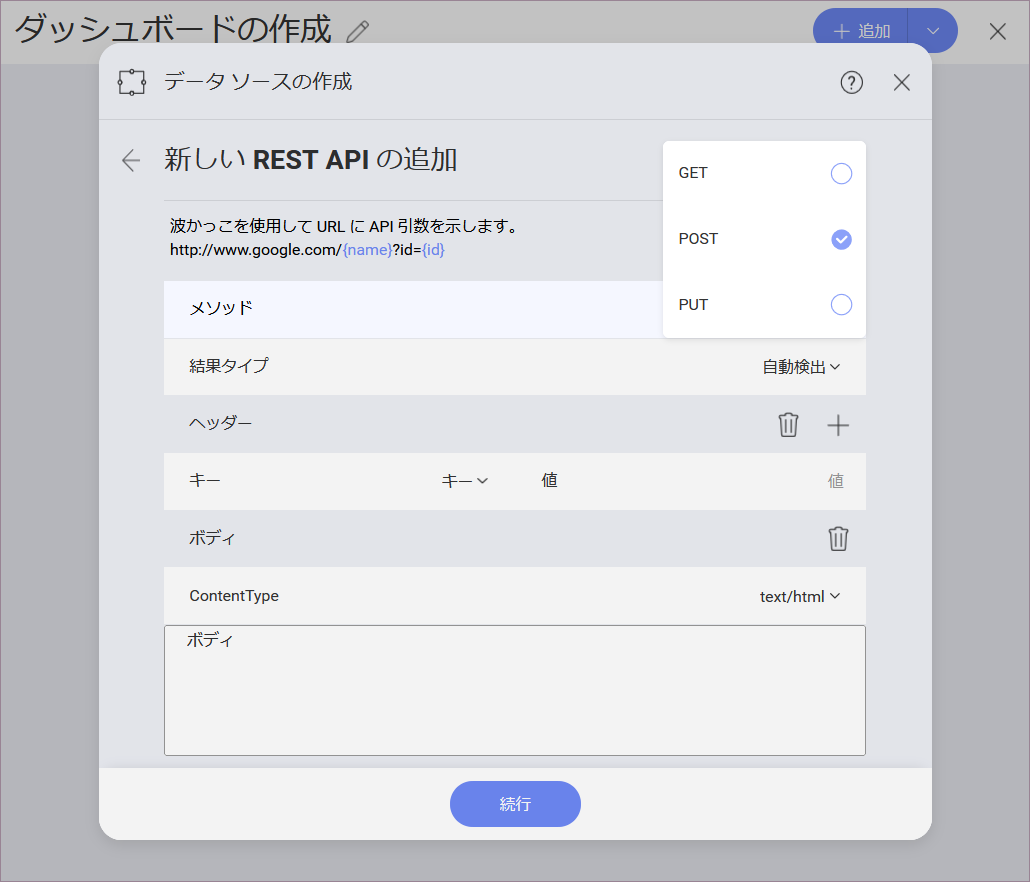 ダッシュボードの作成
追加
データ ソースの作成
新しい REST API の追加
波かっこを使用して URL に API 引数を示します。
http://www.google.com/{name}?id={id}
GET
POST
PUT
メソッド
結果タイプ 自動検出
ヘッダー
キー キー 値 値
ボディ
ContentType text/html
ボディ
続行